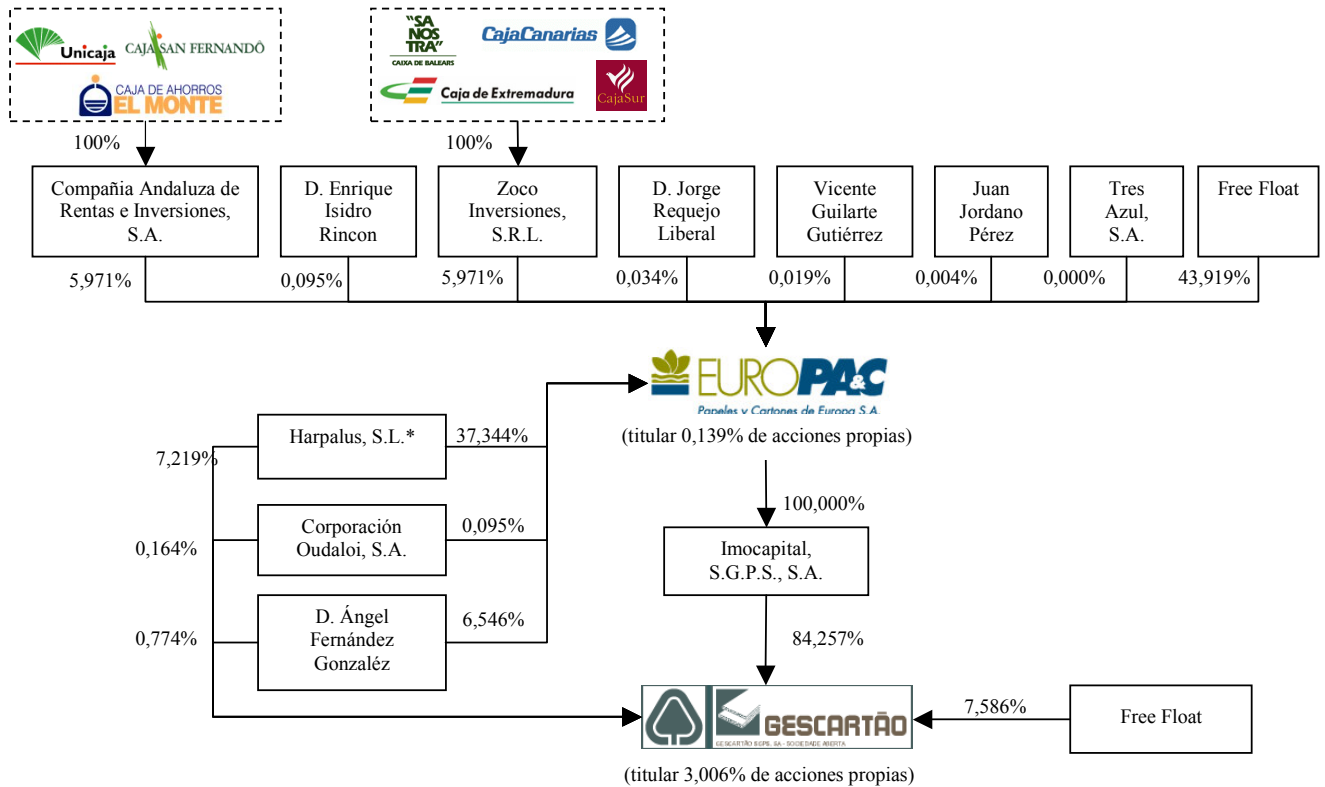 Unicaja
CAJA SAN FERNANDÔ
CAJA DE AHORROS
EL MONTE
"SA
NOS
TRA"
CAIXA DE BALEARS
CajaCanarias
Caja de Extremadura
CajaSur
100%
100%
Compañia Andaluza de
Rentas e Inversiones,
S.A.
D. Enrique
Isidro
Rincon
Zoco
Inversiones,
S.R.L.
D. Jorge
Requejo
Liberal
Vicente
Guilarte
Gutiérrez
Juan
Jordano
Pérez
Tres
Azul,
S.A.
Free Float
5,971%
0,095%
5,971%
0,034%
0,019%
0,004%
0,000%
43,919%
EUROPA&C
Papeles y Cartones de Europa S.A.
(titular 0,139% de acciones propias)
Harpalus, S.L.*
37,344%
7,219%
Corporación
Oudaloi, S.A.
0,095%
0,164%
D. Ángel
Fernández
Gonzaléz
6,546%
0,774%
100,000%
Imocapital,
S.G.P.S., S.A.
84,257%
GESCARTÃO
GESCARTÃO SGPS, SA - SOCIEDADE ABERTA
7,586%
Free Float
(titular 3,006% de acciones propias)